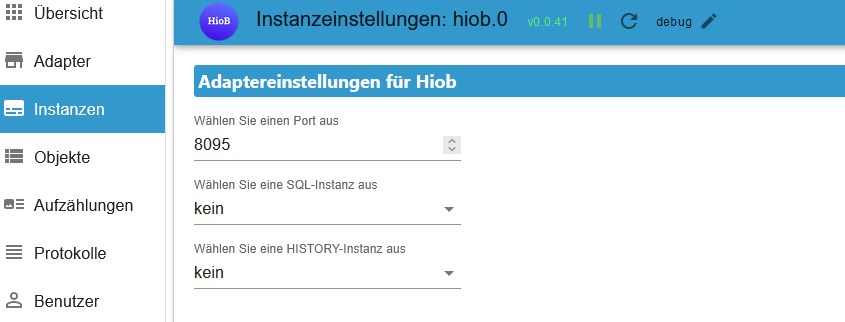 Übersicht
Adapter
Instanzen
Objekte
Aufzählungen
Protokolle
Benutzer
HioB
Instanzeinstellungen: hiob.0
v0.0.41
debug
Adaptereinstellungen für Hiob
Wählen Sie einen Port aus
8095
Wählen Sie eine SQL-Instanz aus
kein
Wählen Sie eine HISTORY-Instanz aus
kein